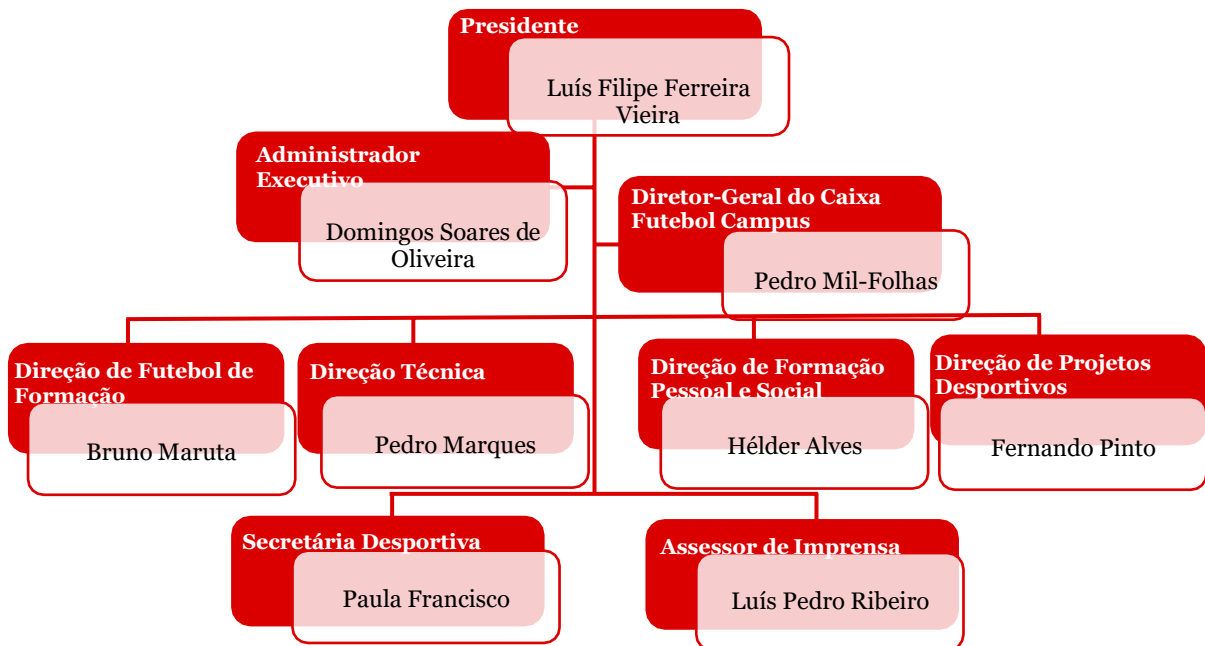 Presidente
Luís Filipe Ferreira
Vieira
Administrador
Executivo
Domingos Soares de
Oliveira
Diretor-Geral do Caixa
Futebol Campus
Pedro Mil-Folhas
Direção de Futebol de
Formação
Bruno Maruta
Direção Técnica
Pedro Marques
Direção de Formação
Pessoal e Social
Hélder Alves
Direção de Projetos
Desportivos
Fernando Pinto
Secretária Desportiva
Paula Francisco
Assessor de Imprensa
Luís Pedro Ribeiro